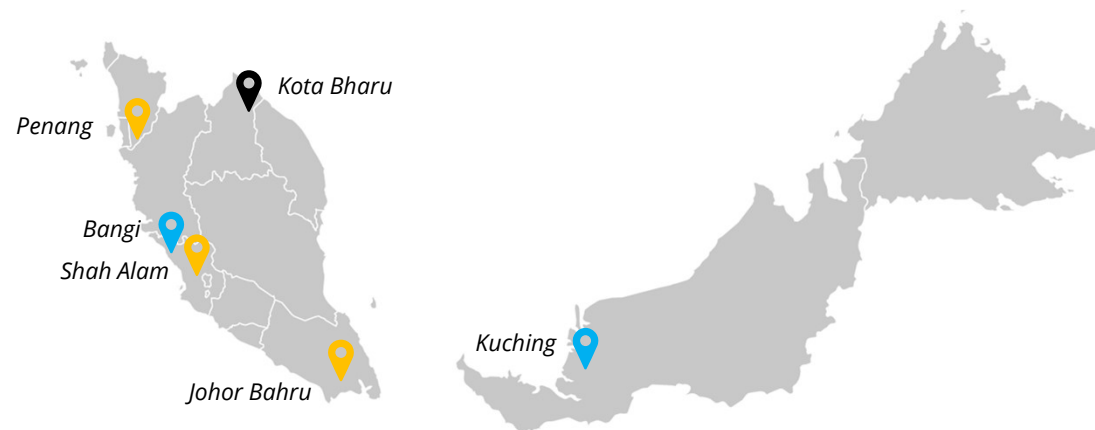 Kota Bharu
Penang
Bangi
Shah Alam
Kuching
Johor Bahru